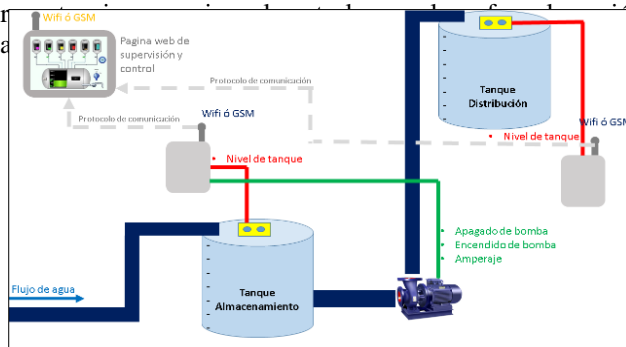 Wifi ó GSM
Pagina web de
supervisión y
control
Protocolo de comunicación
Protocolo de comunicación
Wifi ó GSM
Tanque
Distribución
Wifi ó GSM
• Nivel de tanque
• Nivel de tanque
• Apagado de bomba
• Encendido de bomba
• Amperaje
Flujo de agua
Tanque
Almacenamiento